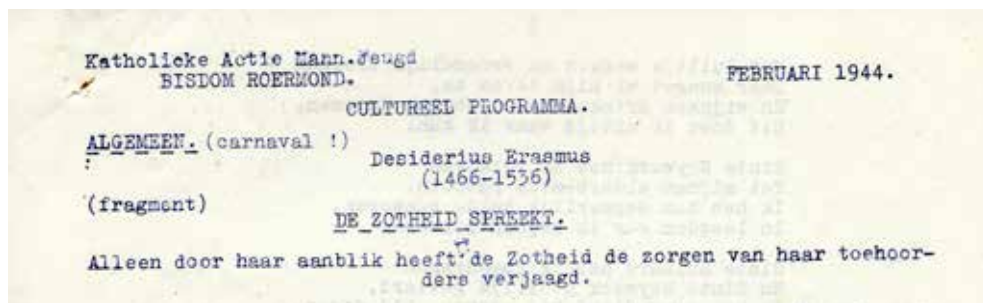 Katholieke Actie Mann.Jeugd
BISDOM ROERMOND.
FEBRUARI 1944.
CULTUREEL PROGRAMMA.
ALGEMEEN. (carnaval !)
:
Desiderius Erasmus
(1466-1536)
(fragment)
DE ZOTHEID SPREEKT.
Alleen door haar aanblik heeft de Zotheid de zorgen van haar toehoor-
ders verjaagd.